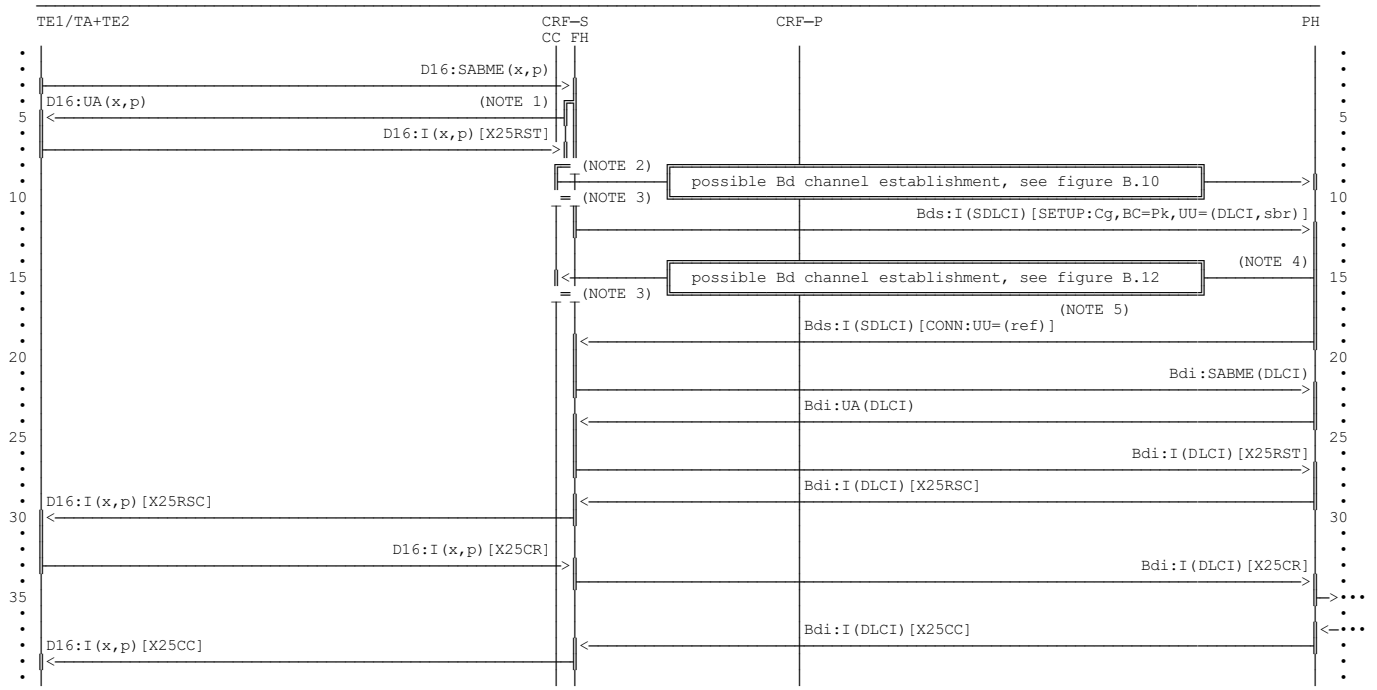 TE1/TA+TE2 CRF─S CRF─P PH
CC FH
D16:SABME(x,p)
D16:UA(x,p) (NOTE 1)
5 5
D16:I(x,p)[X25RST]
(NOTE 2)
possible Bd channel establishment, see figure B.10
10 (NOTE 3) 10
Bds:I(SDLCI)[SETUP:Cg,BC=Pk,UU=(DLCI,sbr)]
(NOTE 4)
15 possible Bd channel establishment, see figure B.12 15
(NOTE 3)
(NOTE 5)
Bds:I(SDLCI)[CONN:UU=(ref)]
20 20
Bdi:SABME(DLCI)
Bdi:UA(DLCI)
25 25
Bdi:I(DLCI)[X25RST]
Bdi:I(DLCI)[X25RSC]
D16:I(x,p)[X25RSC]
30 30
D16:I(x,p)[X25CR]
Bdi:I(DLCI)[X25CR]
35
Bdi:I(DLCI)[X25CC]
D16:I(x,p)[X25CC]